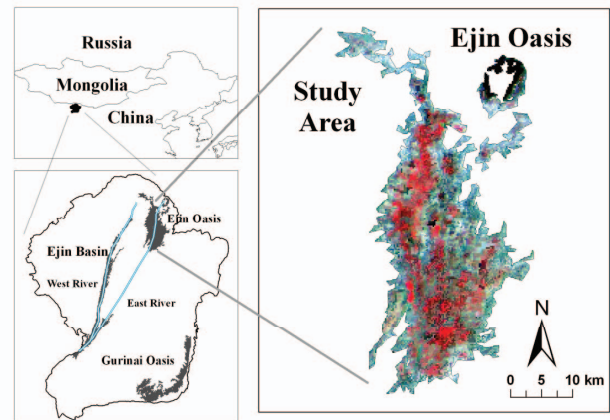 Russia
Mongolia
China
Ejin Oasis
Ejin Basin
West River
East River
Gurinai Oasis
Ejin Oasis
Study
Area
N
0 5 10 km